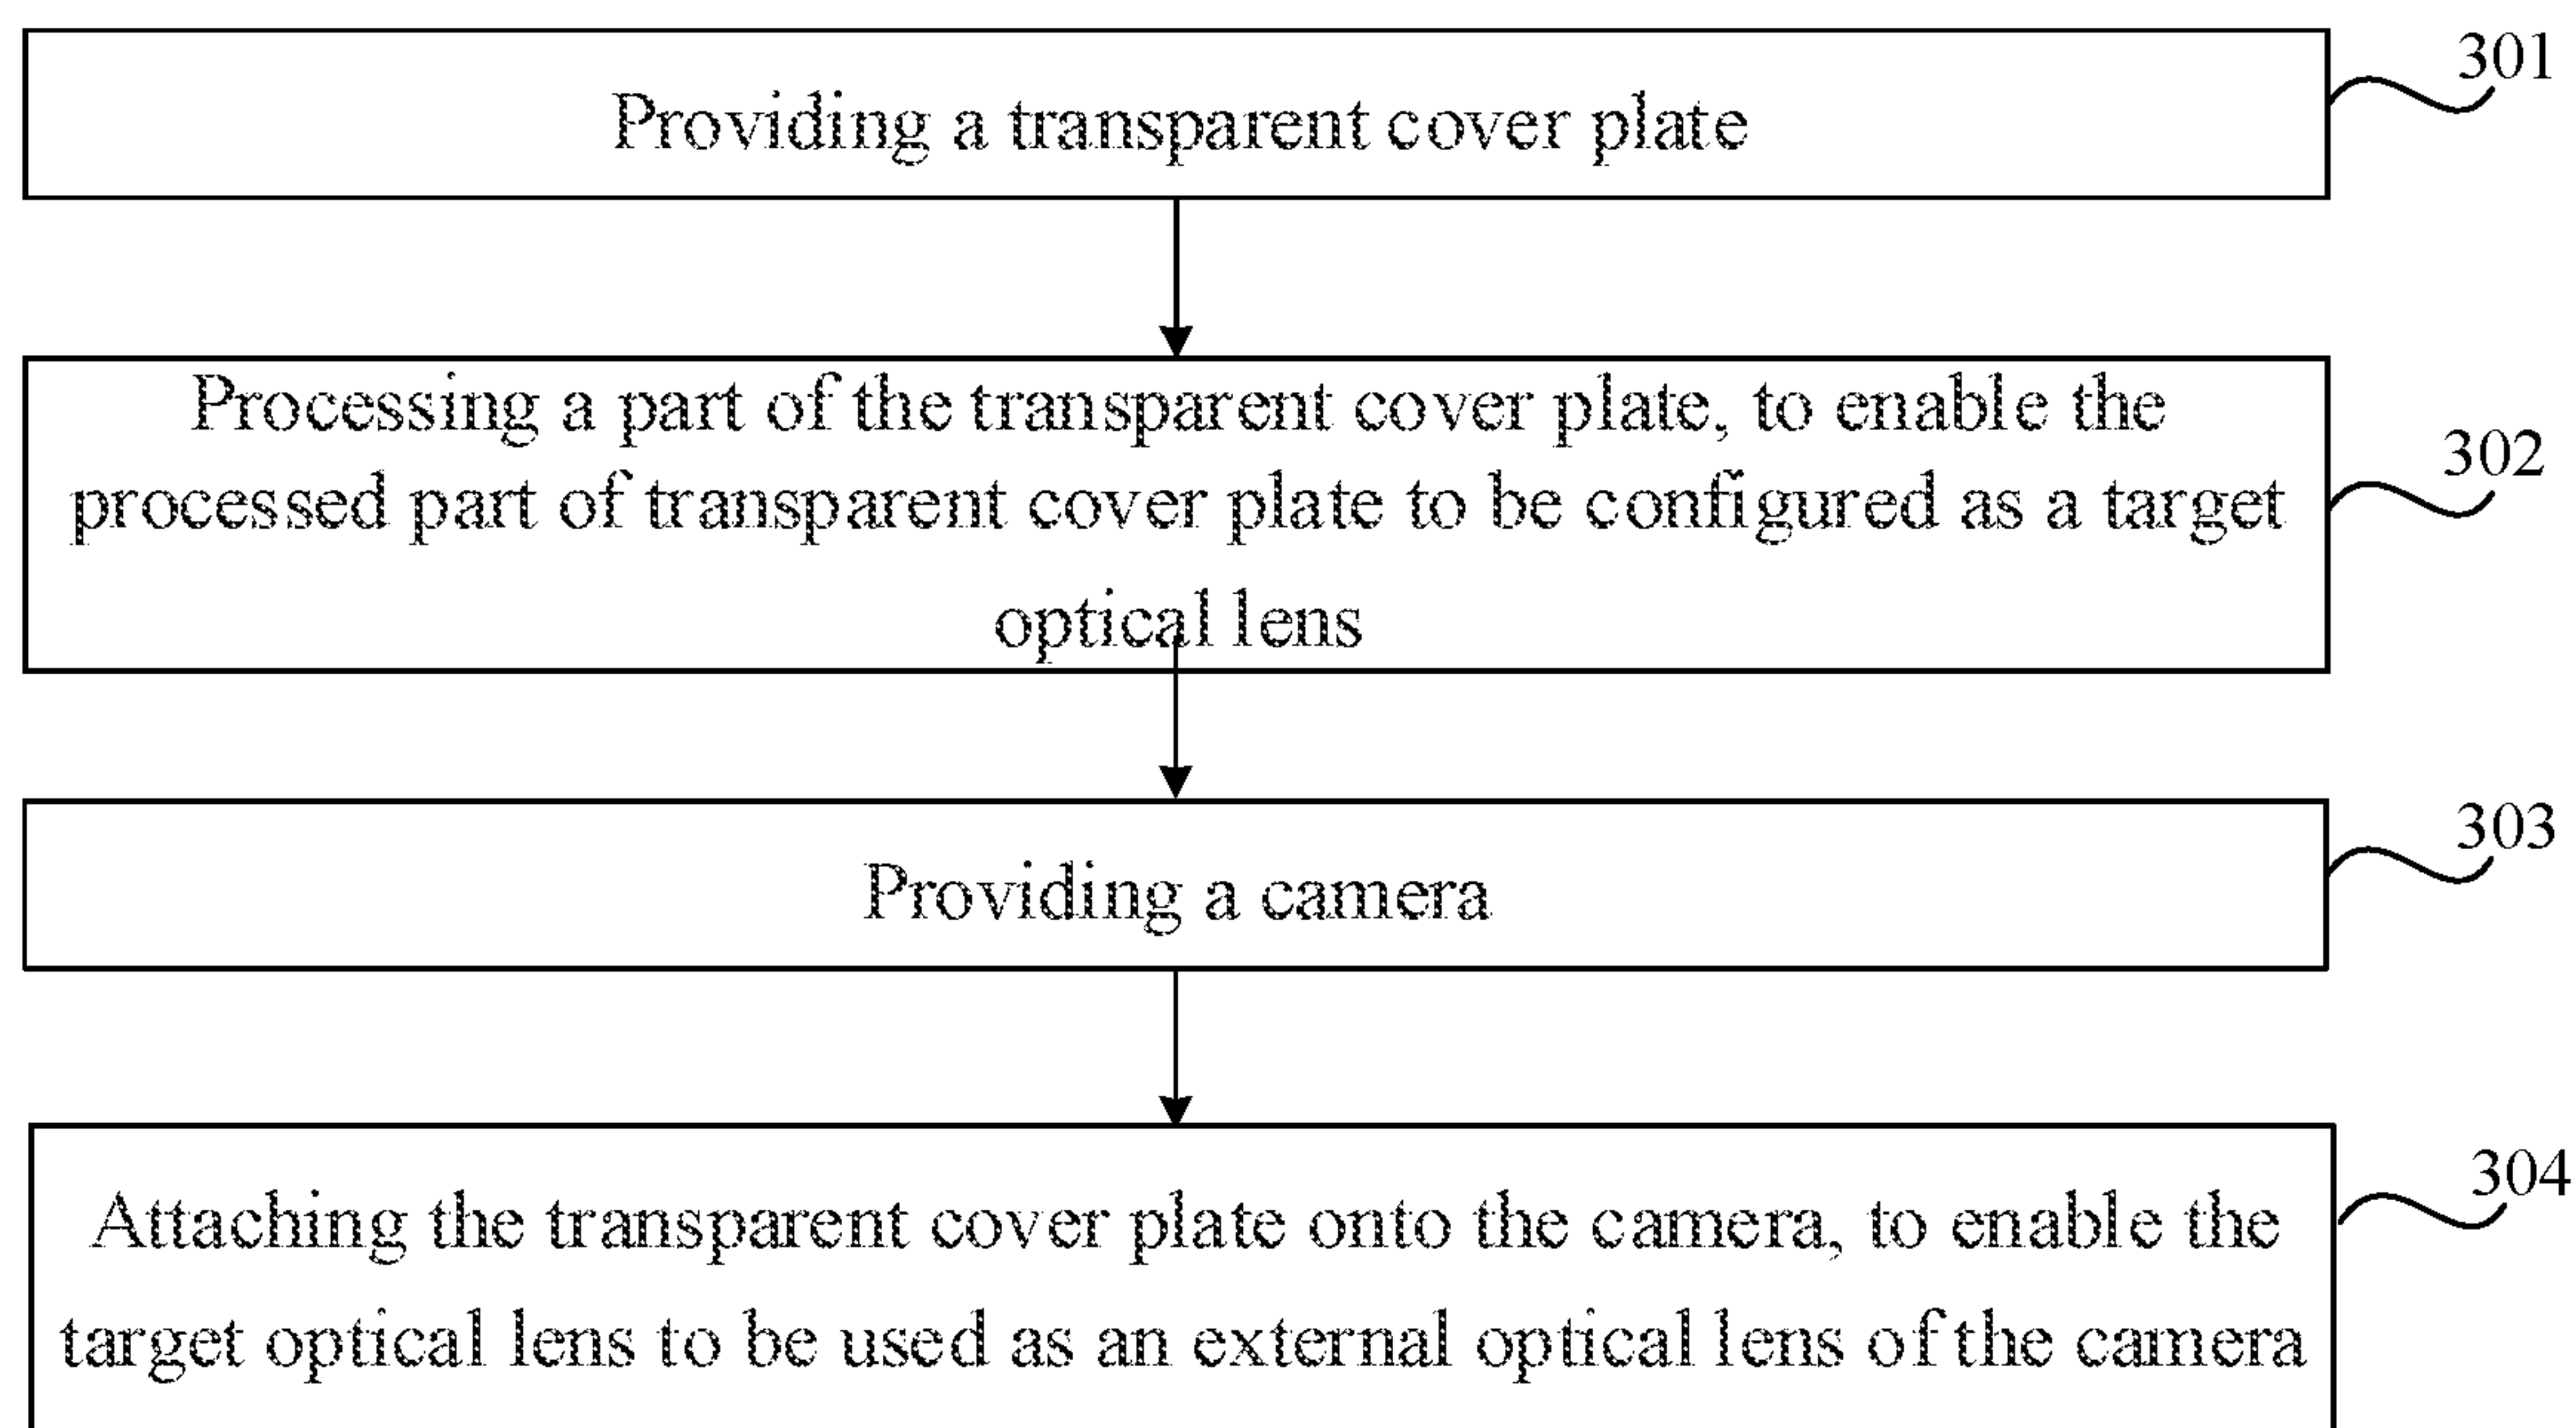 301
Providing a transparent cover plate
Processing a part of the transparent cover plate, to enable the
302
processed part of transparent cover plate to be configured as a target
optical lens
303
Providing a camera
304
Attaching the transparent cover plate onto the camera, to enable the
target optical lens to be used as an external optical lens of the camera